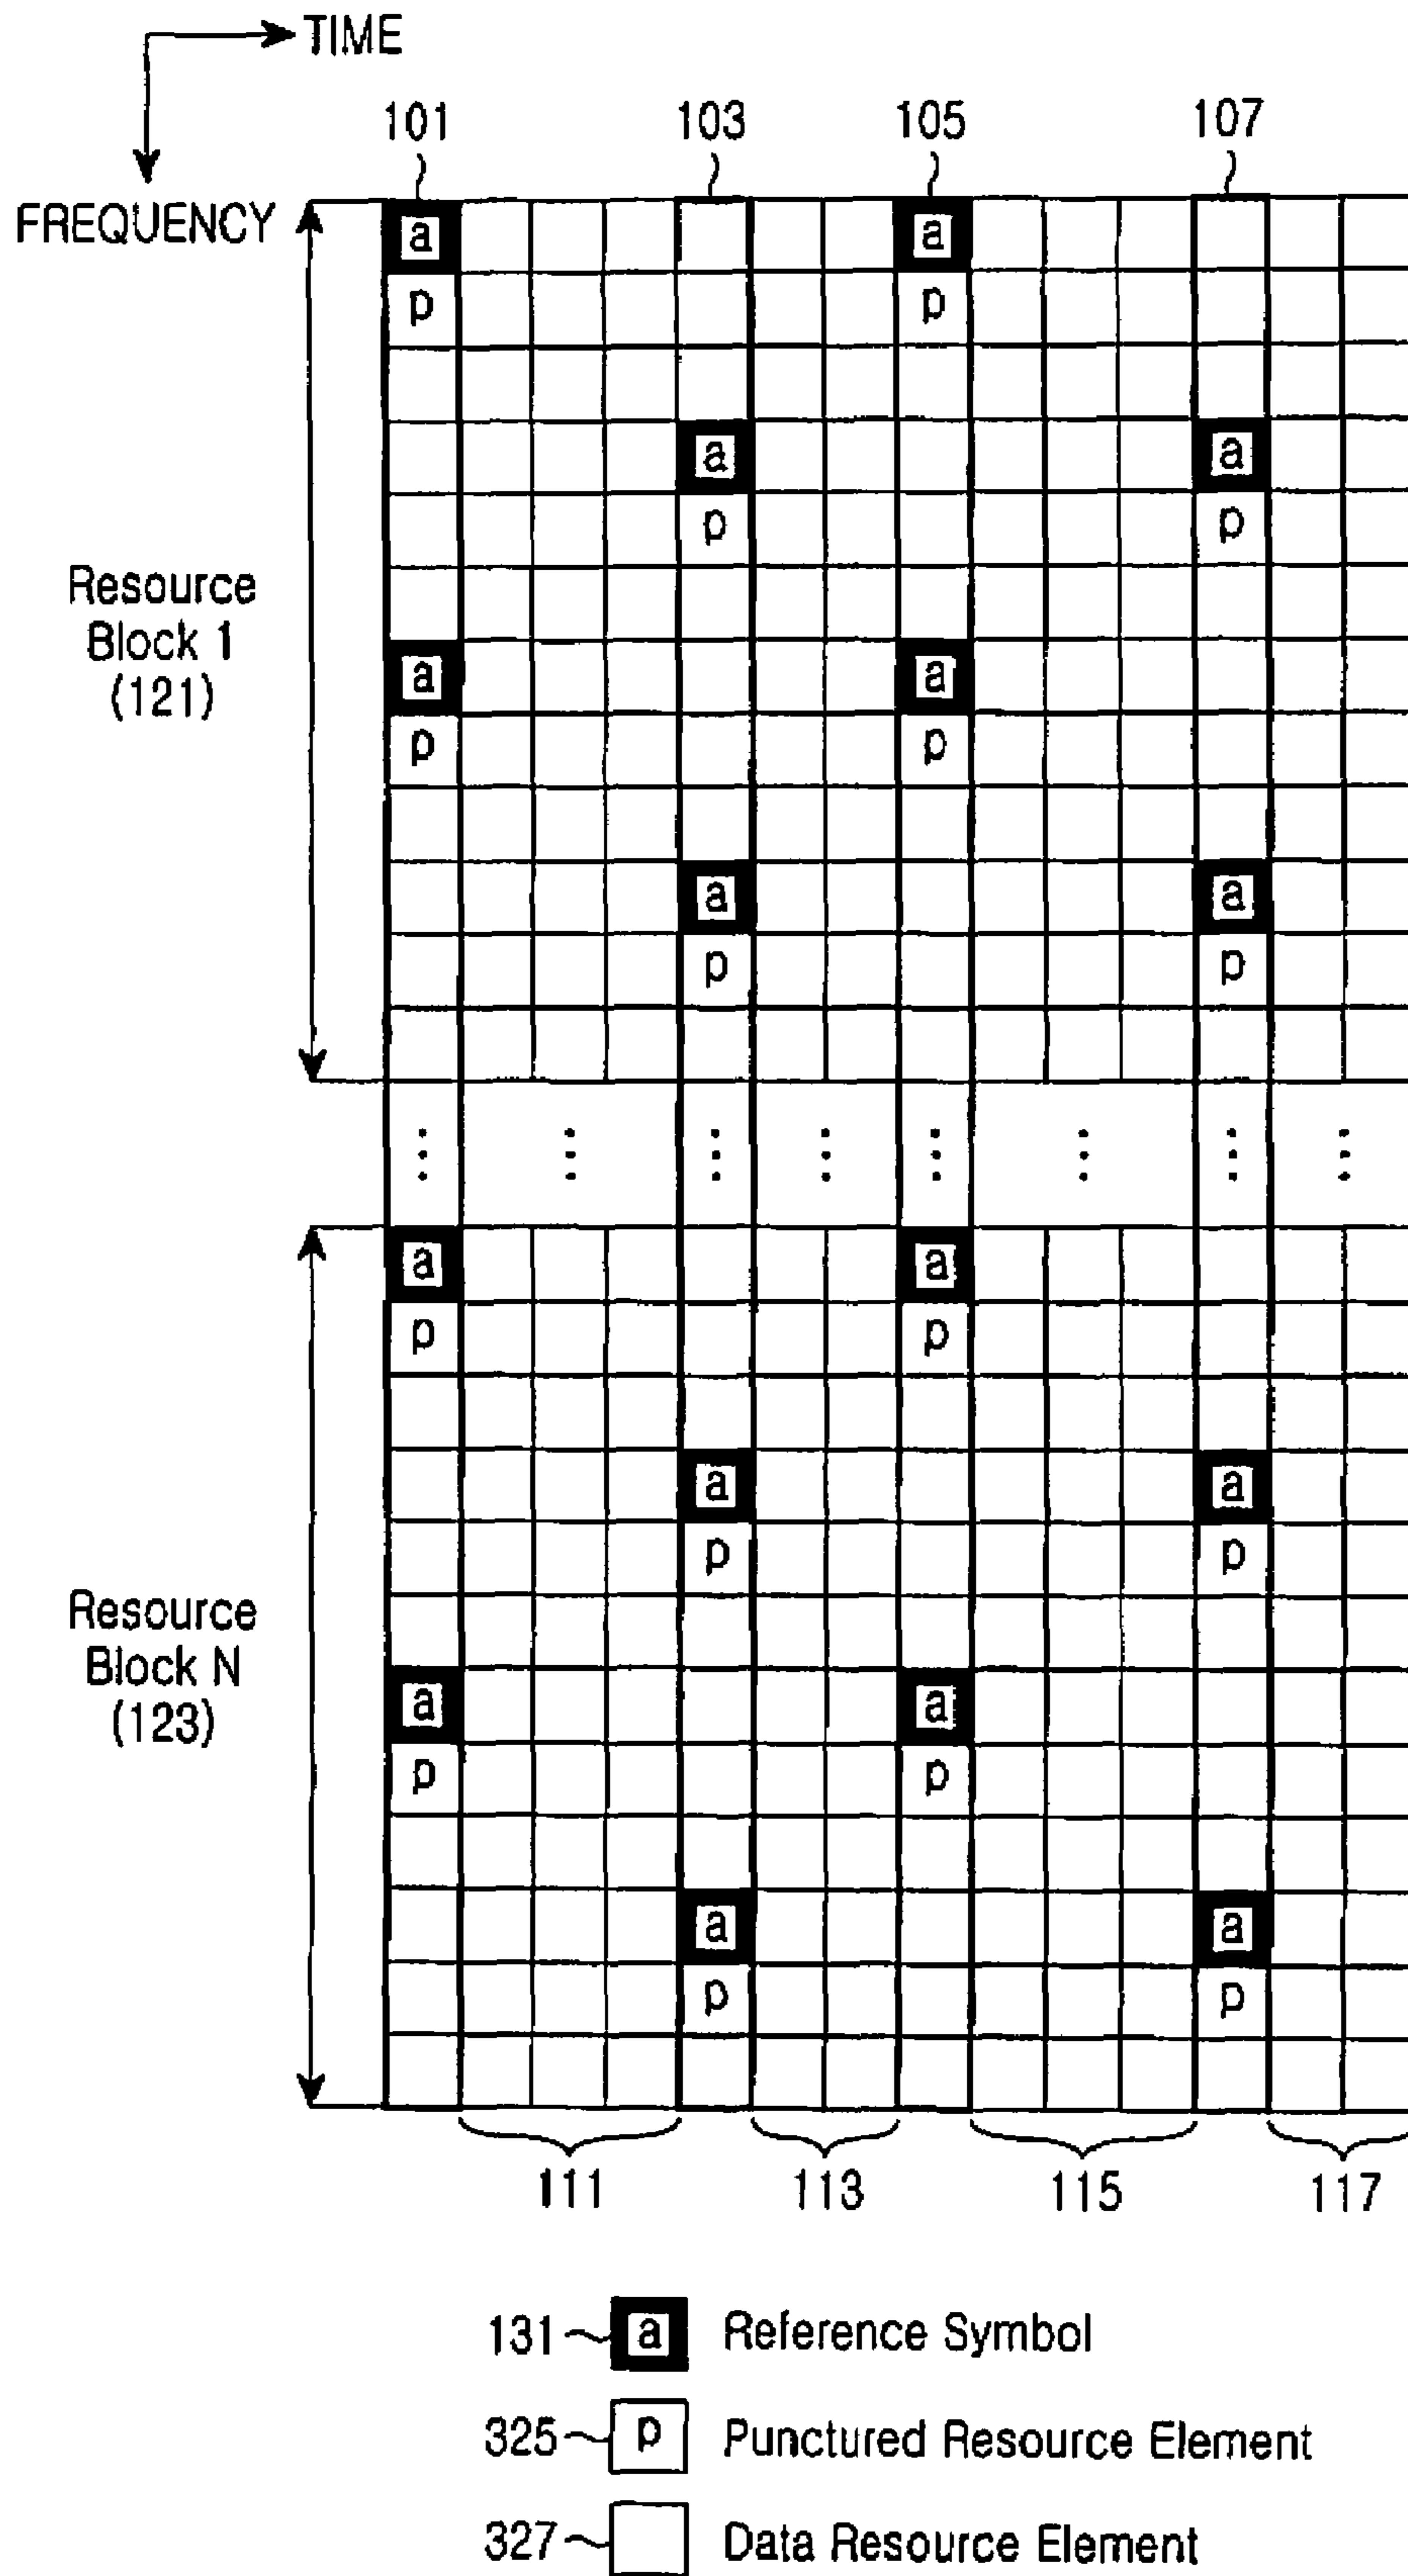 TIME
101 103 105 107
FREQUENCY
a a
p p
a a
p p
Resource
Block 1
(121)
a a
p p
a a
p p
a a
p p
a a
p p
Resource
Block N
(123)
a a
p p
a a
p p
111 113 115 117
131 a Reference Symbol
325 p Punctured Resource Element
327 Data Resource Element